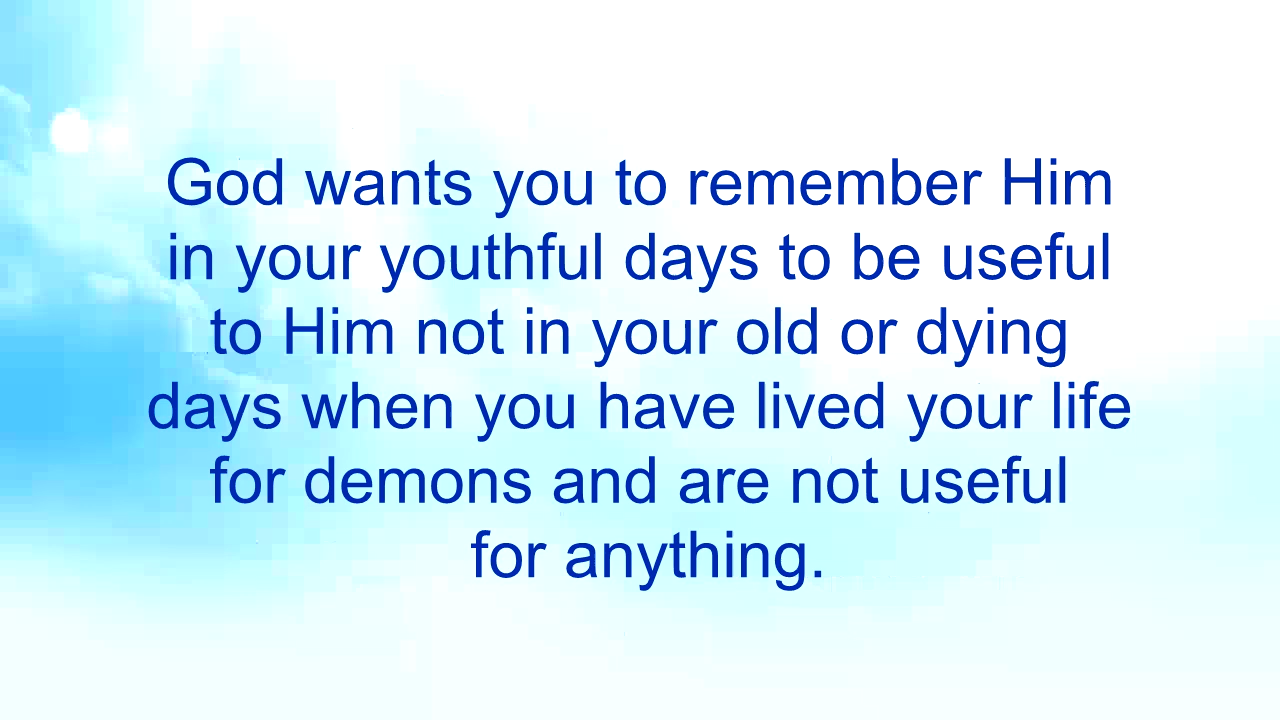 God wants you to remember Him
in your youthful days to be useful
to Him not in your old or dying
days when you have lived your life
for demons and are not useful
for anything.